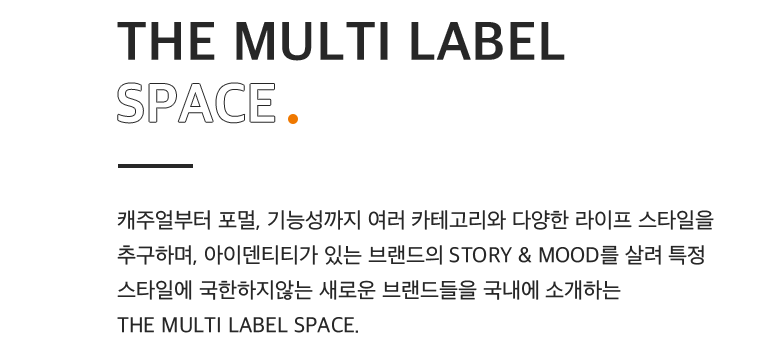 THE MULTI LABEL
SPACE.
캐주얼부터 포멀, 기능성까지 여러 카테고리와 다양한 라이프 스타일을
추구하며, 아이덴티티가 있는 브랜드의 STORY & MOOD를 살려 특정
스타일에 국한하지않는 새로운 브랜드들을 국내에 소개하는
THE MULTI LABEL SPACE.